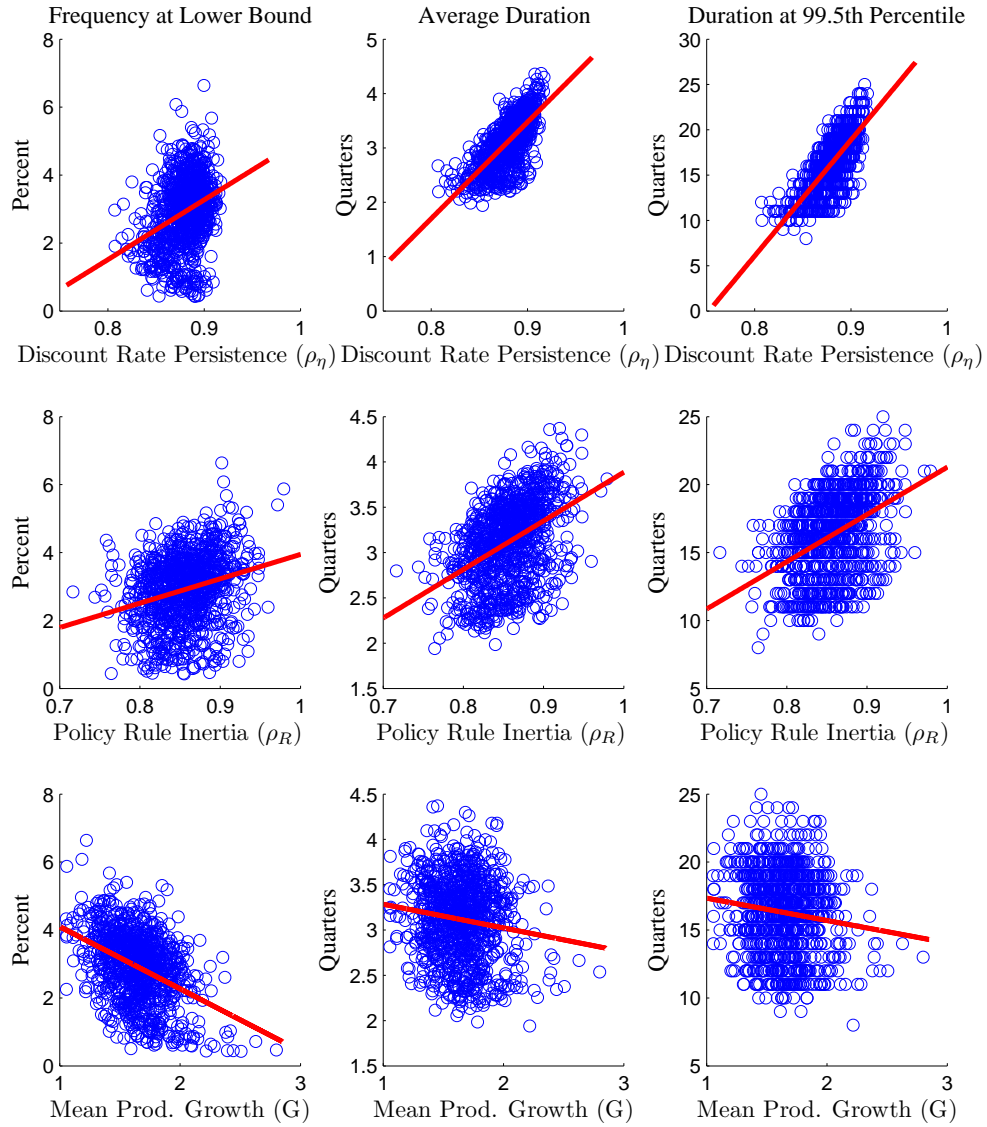 Frequency at Lower Bound
Average Duration
Duration at 99.5th Percentile
Percent
8
6
4
2
0
0.8 0.9 1
Discount Rate Persistence (ρη)
Quarters
5
4
3
2
1
0
0.8 0.9 1
Discount Rate Persistence (ρη)
Quarters
30
25
20
15
10
5
0
0.8 0.9 1
Discount Rate Persistence (ρη)
Percent
8
6
4
2
0
0.7 0.8 0.9 1
Policy Rule Inertia (ρR)
Quarters
4.5
4
3.5
3
2.5
2
1.5
0.7 0.8 0.9 1
Policy Rule Inertia (ρR)
Quarters
25
20
15
10
5
0.7 0.8 0.9 1
Policy Rule Inertia (ρR)
Percent
8
6
4
2
0
1 2 3
Mean Prod. Growth (G)
Quarters
4.5
4
3.5
3
2.5
2
1.5
1 2 3
Mean Prod. Growth (G)
Quarters
25
20
15
10
5
1 2 3
Mean Prod. Growth (G)